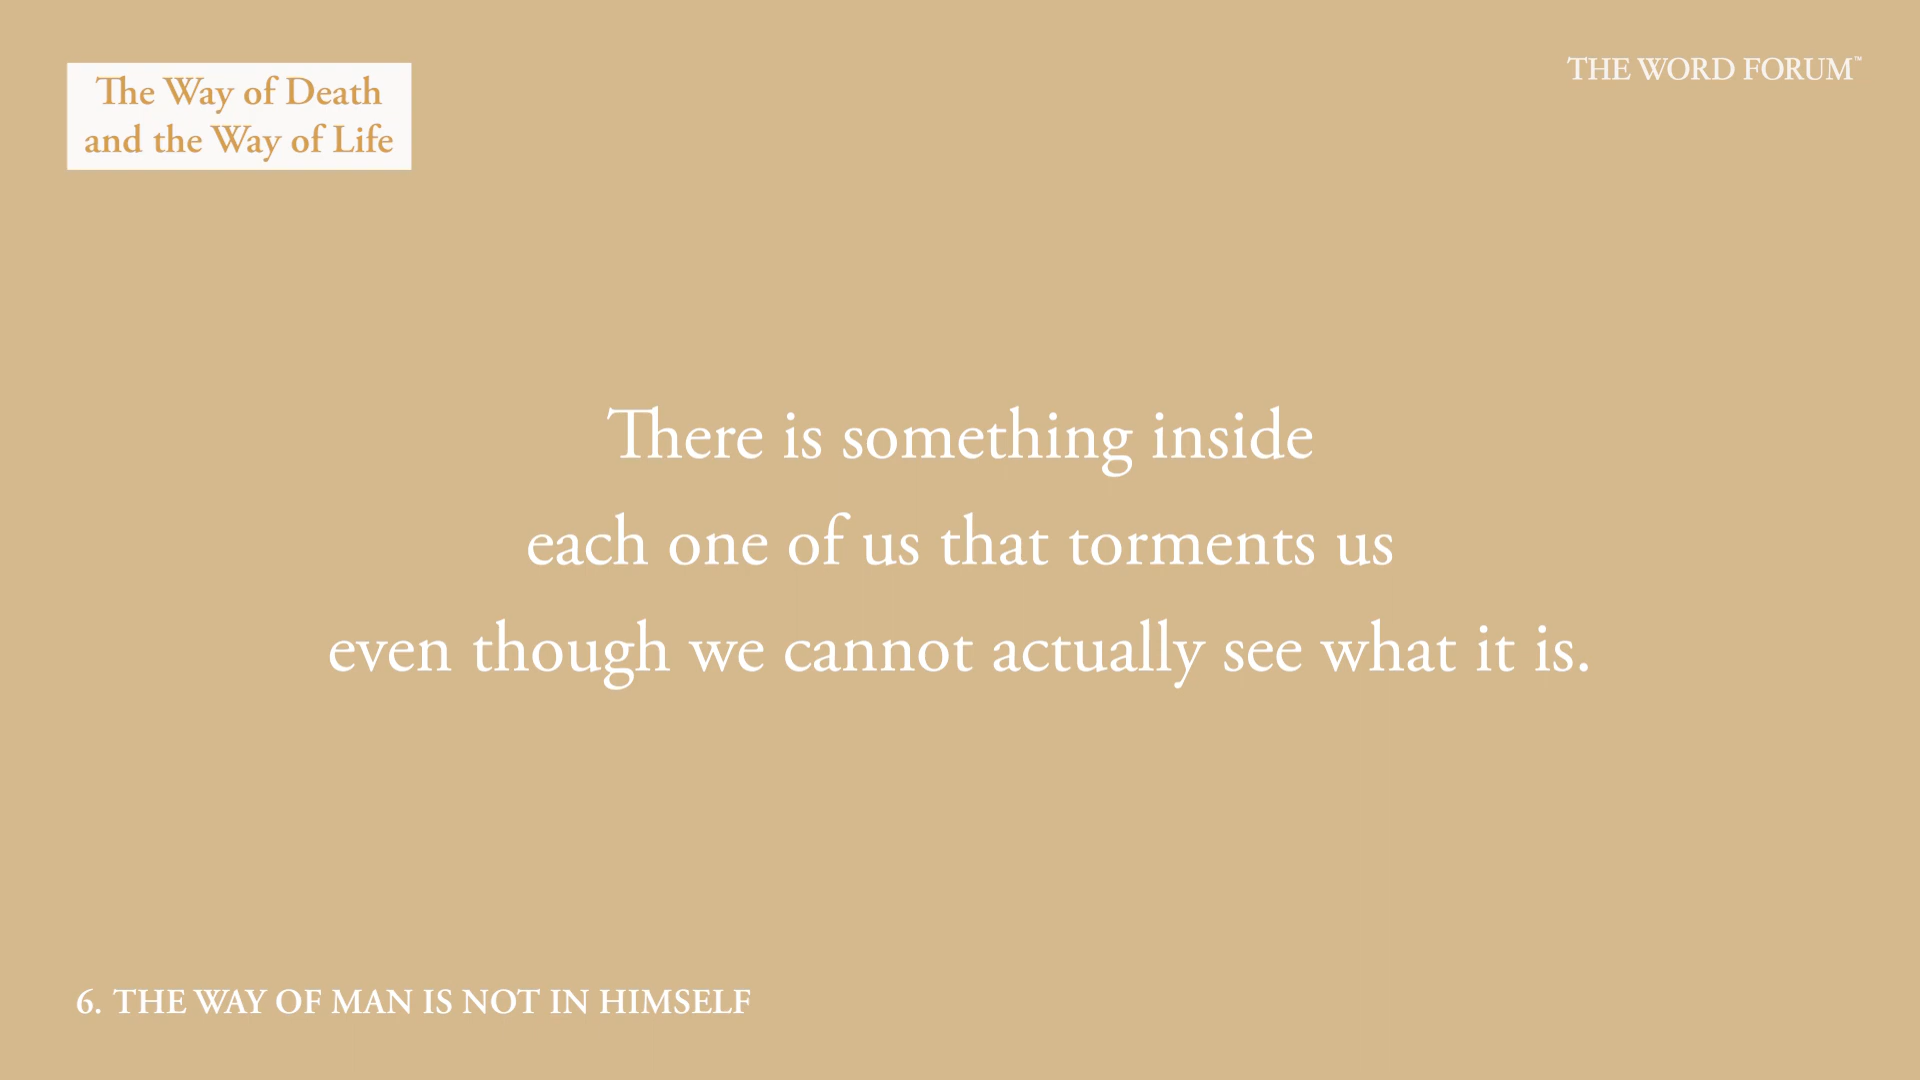 The Way of Death
and the Way of Life
THE WORD FORUM™
There is something inside
each one of us that torments us
even though we cannot actually see what it is.
6. THE WAY OF MAN IS NOT IN HIMSELF